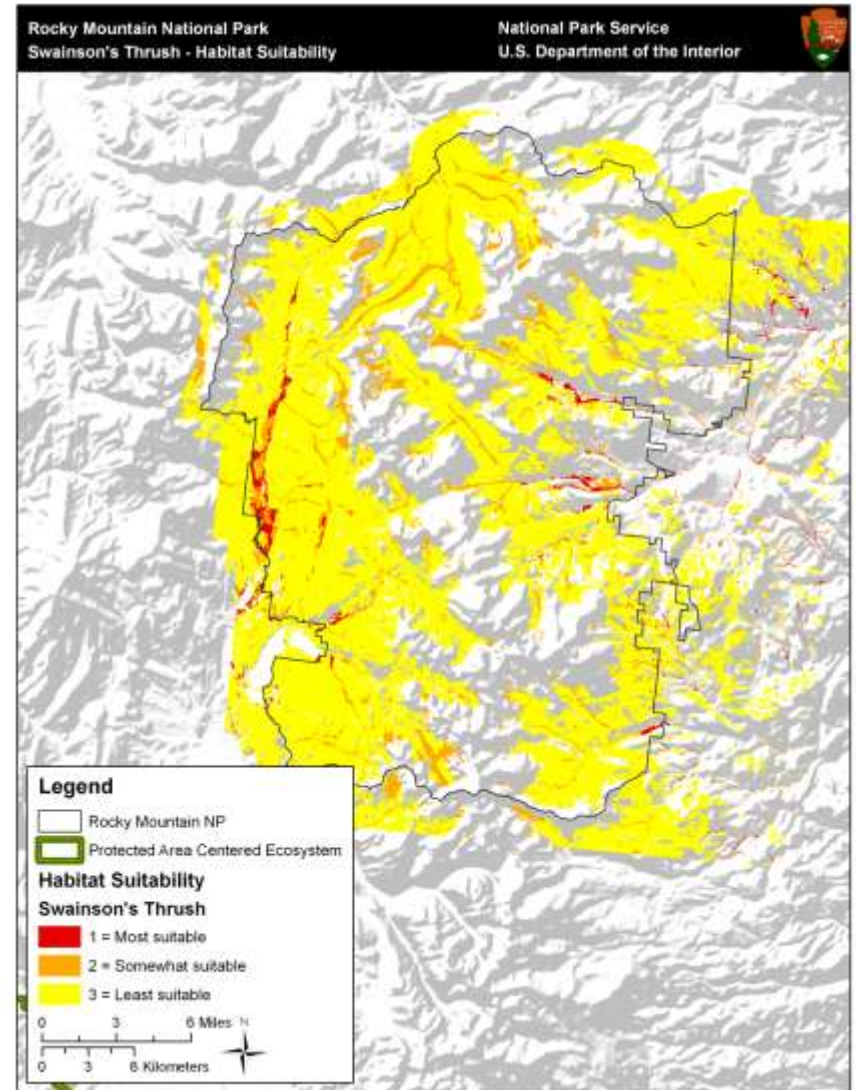 Rocky Mountain National Park
Swainson's Thrush - Habitat Suitability
National Park Service
U.S. Department of the Interior
Legend
Rocky Mountain NP
Protected Area Centered Ecosystem
Habitat Suitability
Swainson's Thrush
1 = Most suitable
2 = Somewhat suitable
3 = Least suitable
0 3 6 Miles N
0 3 6 Kilometers